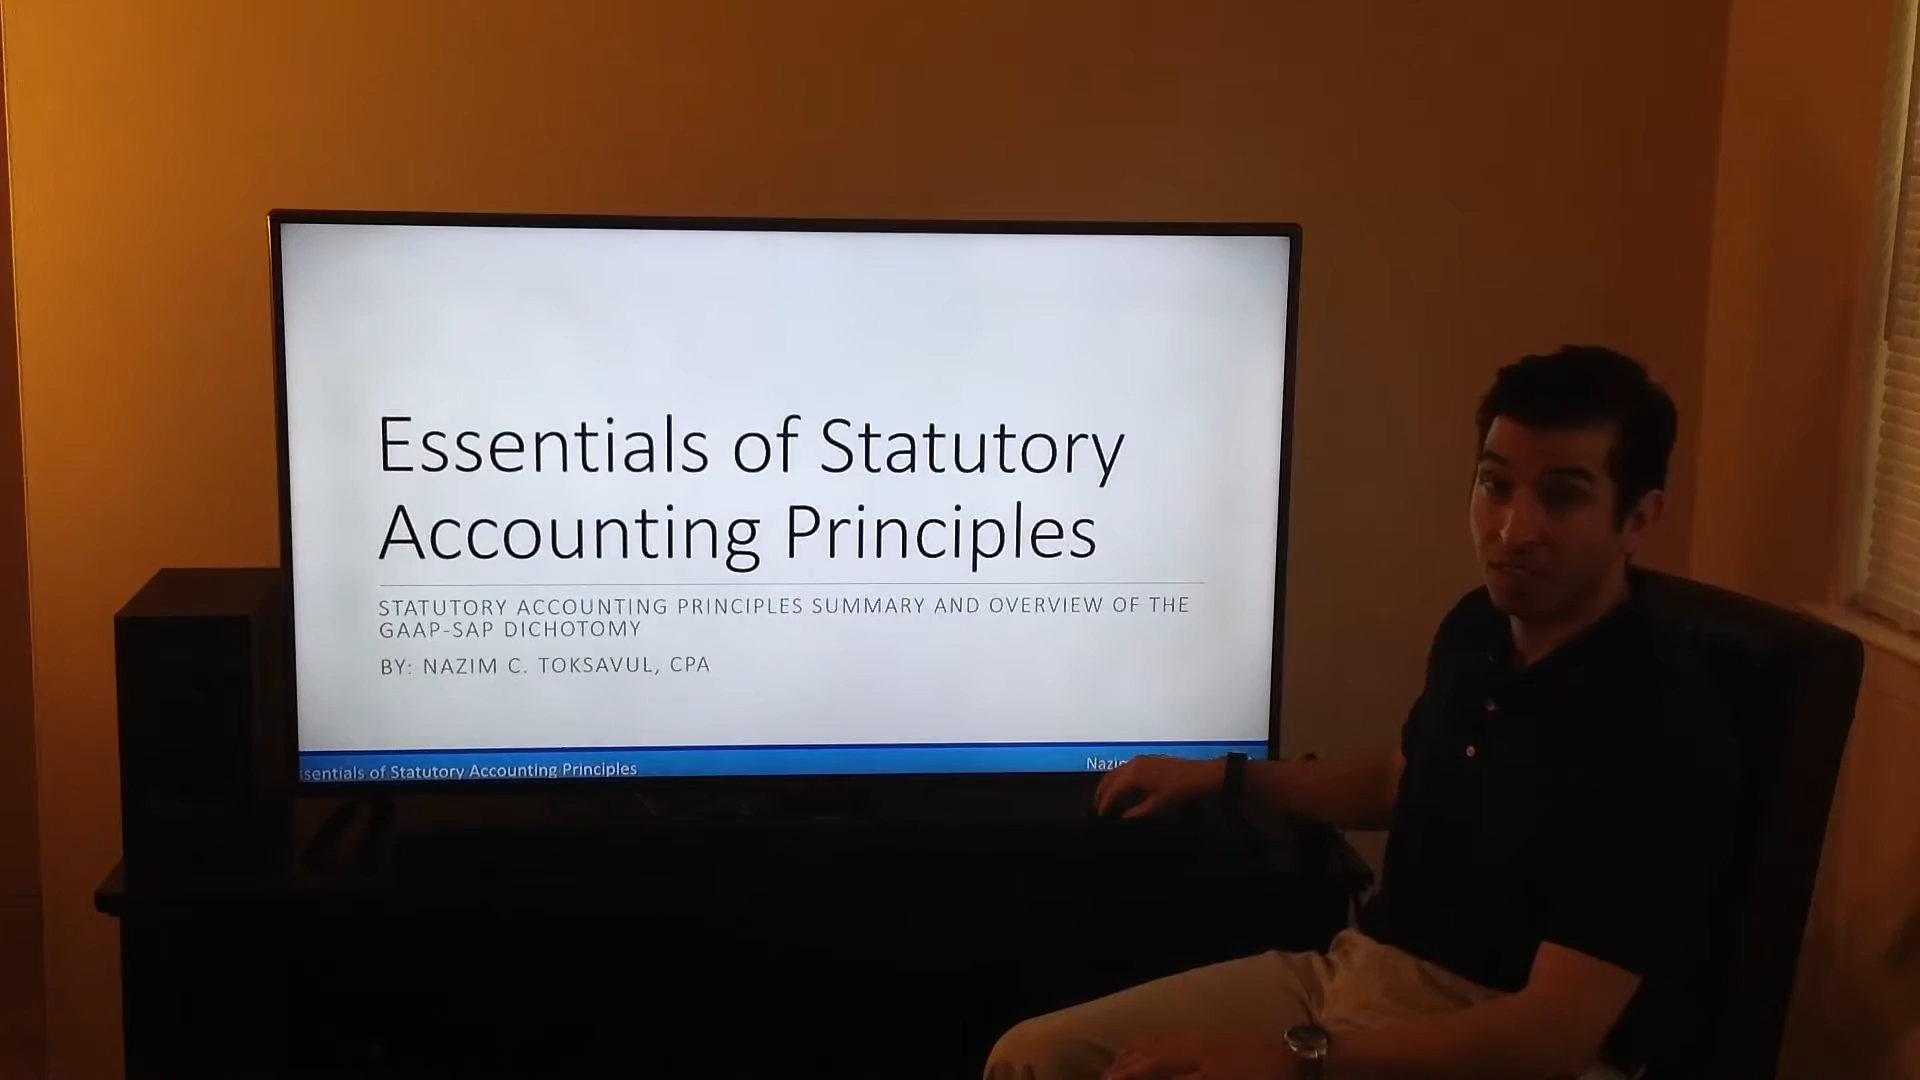 Essentials of Statutory
Accounting Principles
STATUTORY ACCOUNTING PRINCIPLES SUMMARY AND OVERVIEW OF THE
GAAP-SAP DICHOTOMY
BY: NAZIM C. TOKSAVUL, CPA
ssentials of Statutory Accounting Principles